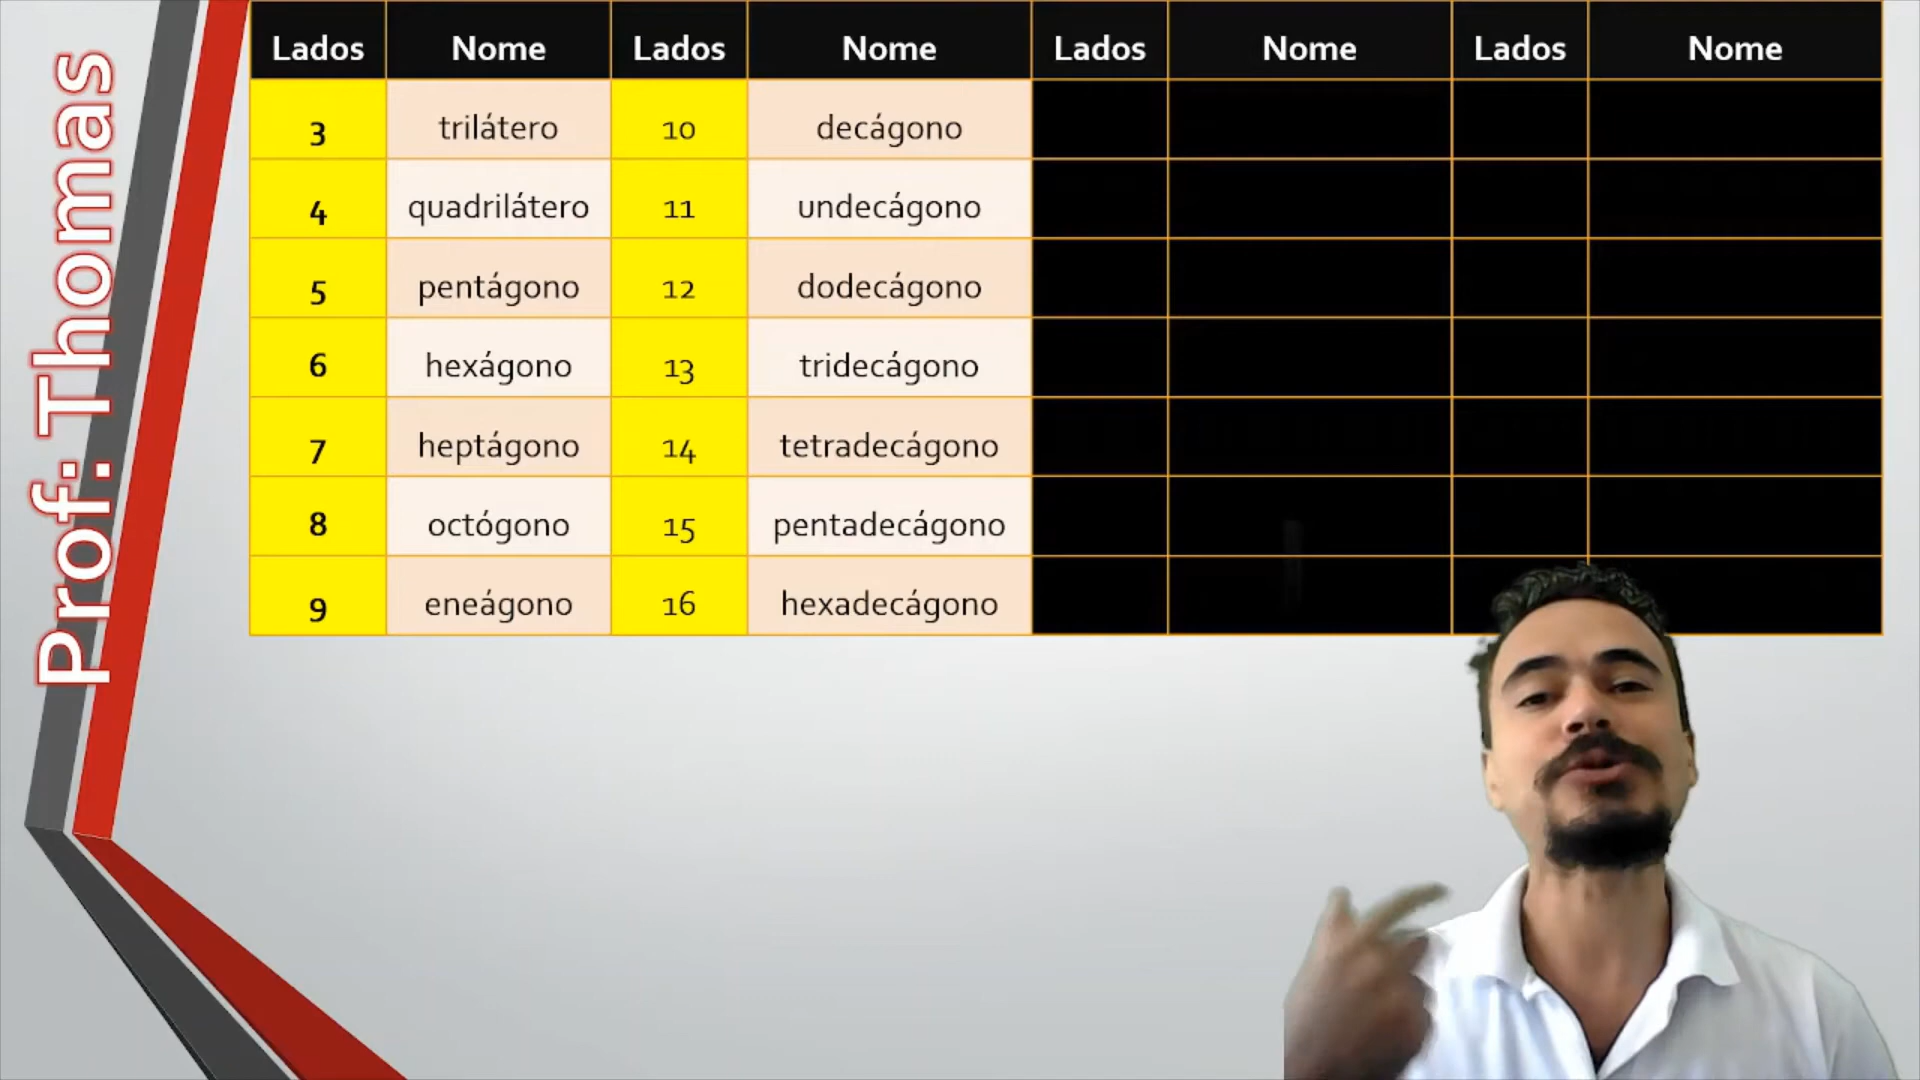 Prof: Thomas
Lados Nome Lados Nome Lados Nome Lados Nome
3 trilátero 10 decágono
4 quadrilátero 11 undecágono
5 pentágono 12 dodecágono
6 hexágono 13 tridecágono
7 heptágono 14 tetradecágono
8 octógono 15 pentadecágono
9 eneágono 16 hexadecágono